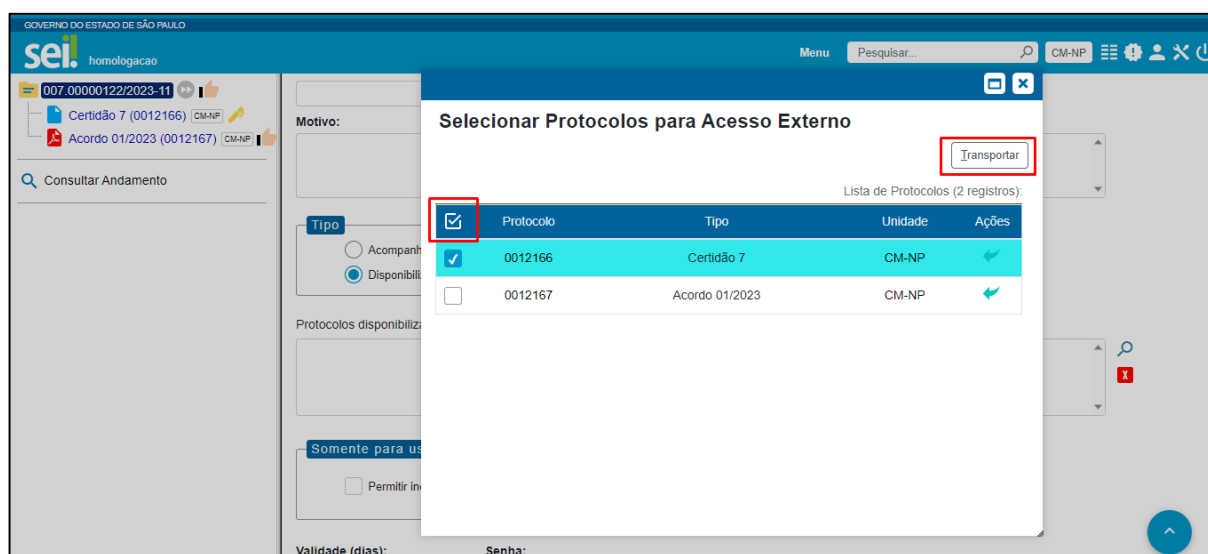 GOVERNO DO ESTADO DE SÃO PAULO
sei! homologacao
Menu Pesquisar... CM-NP
007.00000122/2023-11
Certidão 7 (0012166) CM-NP
Acordo 01/2023 (0012167) CM-NP
Consultar Andamento
Motivo:
Tipo
Acompanh
Disponibili
Protocolos disponibiliza
Somente para us
Permitir in
Validade (dias): Senha:
Selecionar Protocolos para Acesso Externo
Transportar
Lista de Protocolos (2 registros):
Protocolo Tipo Unidade Ações
0012166 Certidão 7 CM-NP
0012167 Acordo 01/2023 CM-NP
X